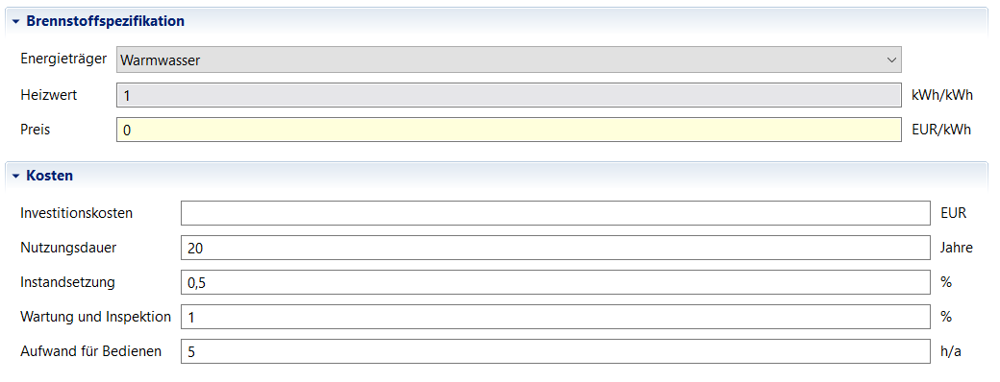 Brennstoffspezifikation
Energieträger Warmwasser
Heizwert 1 kWh/kWh
Preis 0 EUR/kWh
Kosten
Investitionskosten EUR
Nutzungsdauer 20 Jahre
Instandsetzung 0,5 %
Wartung und Inspektion 1 %
Aufwand für Bedienen 5 h/a